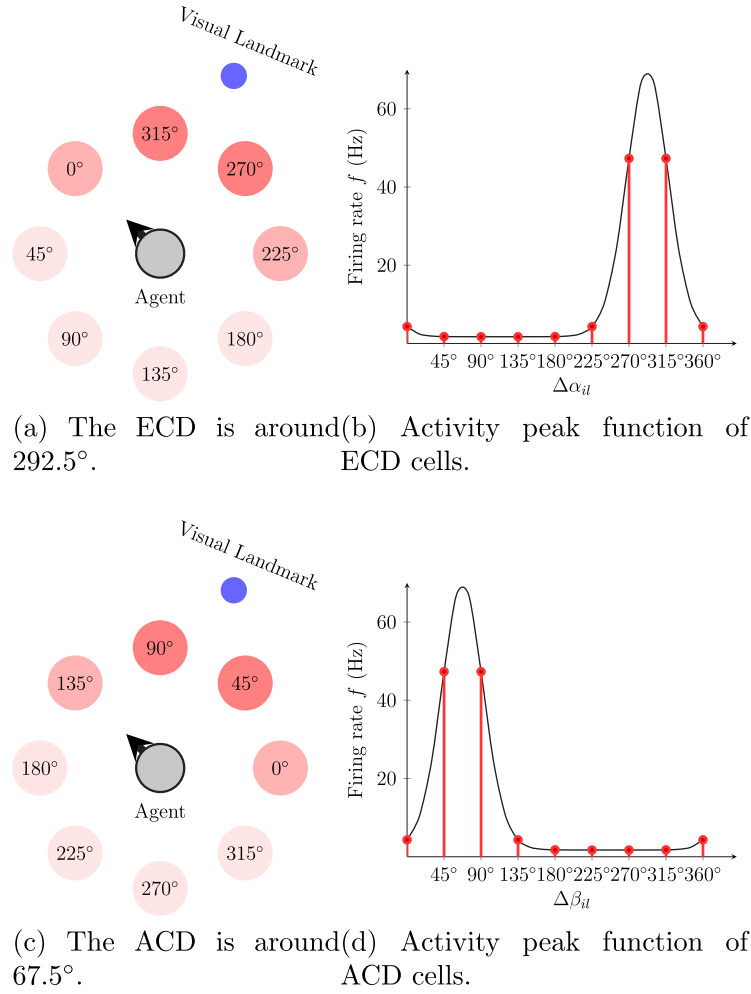 Visual Landmark
315°
0°
270°
45°
225°
Agent
90°
180°
135°
Firing rate f (Hz)
60
40
20
45° 90° 135° 180° 225° 270° 315° 360°
Δα_il
(a) The ECD is around 292.5°.
(b) Activity peak function of ECD cells.
Visual Landmark
90°
135°
45°
180°
0°
Agent
225°
315°
270°
Firing rate f (Hz)
60
40
20
45° 90° 135° 180° 225° 270° 315° 360°
Δβ_il
(c) The ACD is around 67.5°.
(d) Activity peak function of ACD cells.